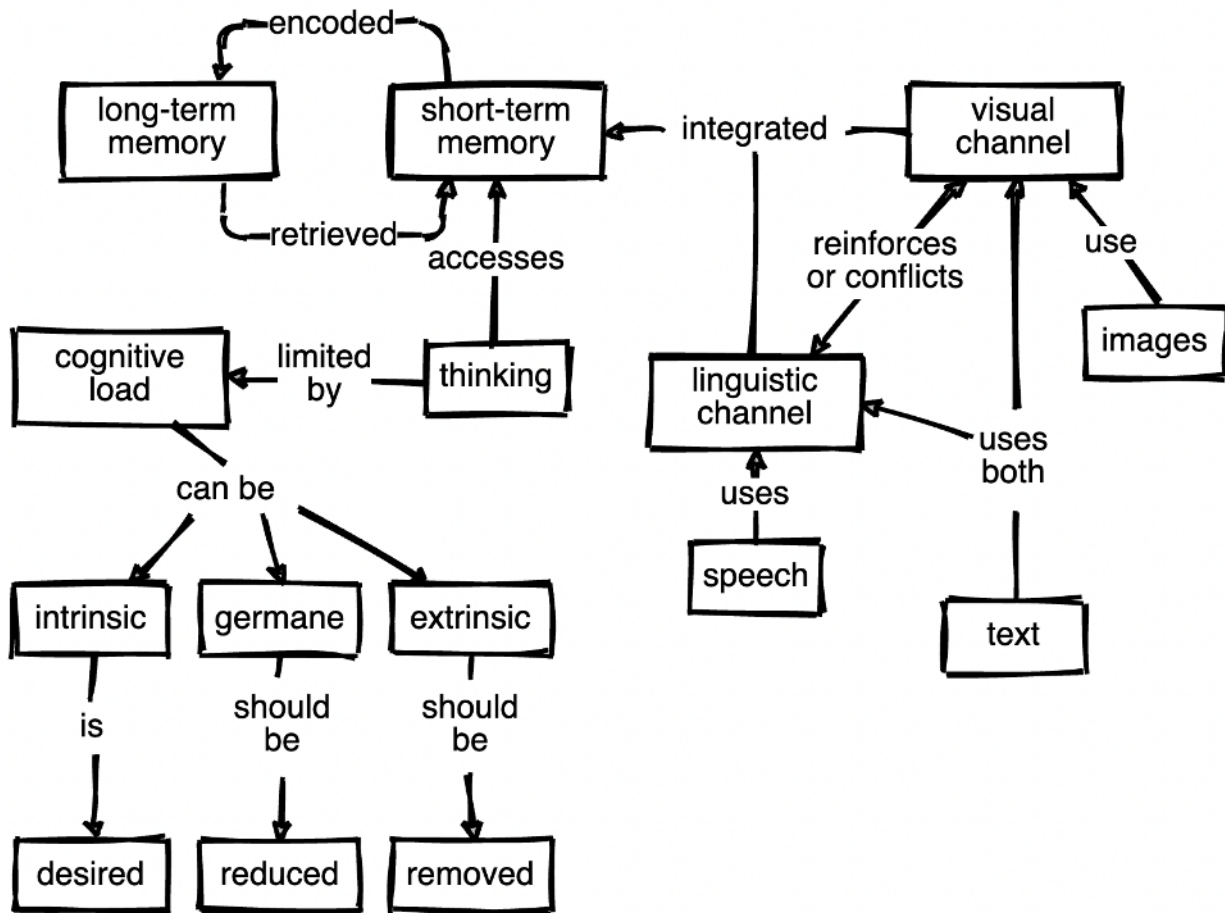 encoded
long-term
memory
short-term
memory
integrated
visual
channel
retrieved
accesses
reinforces
or conflicts
use
images
cognitive
load
limited
by
thinking
linguistic
channel
uses
both
can be
uses
speech
text
intrinsic
germane
extrinsic
is
should
be
should
be
desired
reduced
removed